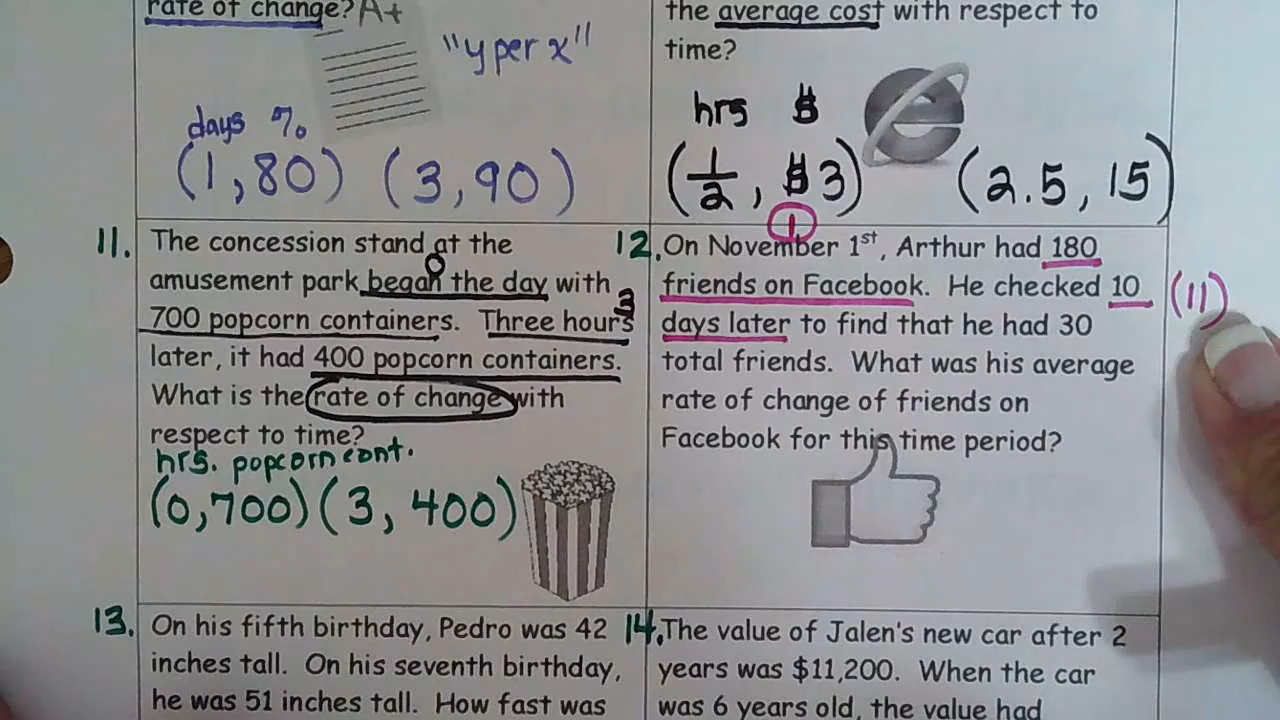 rate of change? A+
"y per x"
days %
(1, 80) (3, 90)
the average cost with respect to
time?
hrs $
(1/2, $3) (2.5, 15)
11. The concession stand at the
0
amusement park began the day with
3
700 popcorn containers. Three hours
later, it had 400 popcorn containers.
What is the rate of change with
respect to time?
hrs. popcorn cont.
(0, 700) (3, 400)
1
12. On November 1st, Arthur had 180
friends on Facebook. He checked 10 (11)
days later to find that he had 30
total friends. What was his average
rate of change of friends on
Facebook for this time period?
13. On his fifth birthday, Pedro was 42
inches tall. On his seventh birthday,
he was 51 inches tall. How fast was
14. The value of Jalen's new car after 2
years was $11,200. When the car
was 6 years old, the value had